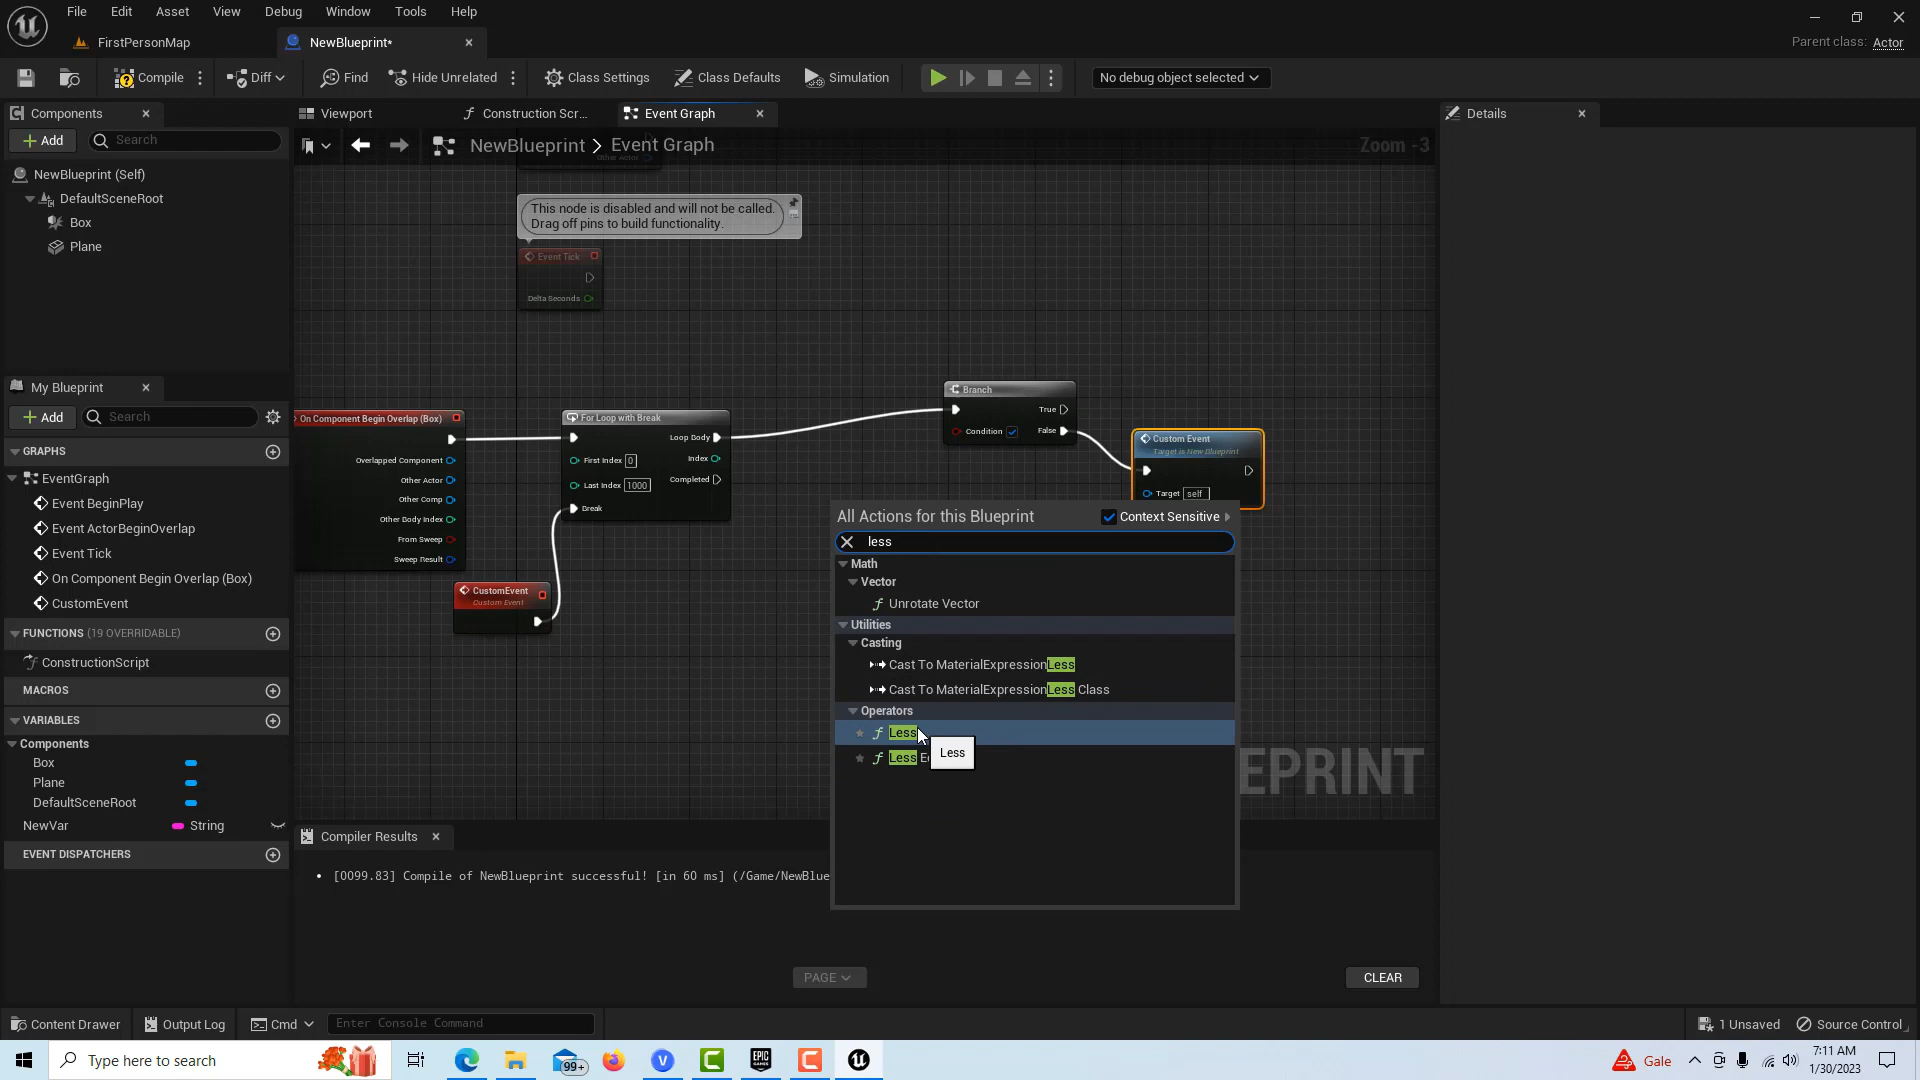 File Edit Asset View Debug Window Tools Help
FirstPersonMap
NewBlueprint*
Parent class: Actor
Compile Diff Find Hide Unrelated Class Settings Class Defaults Simulation No debug object selected
Components
Viewport Construction Scr... Event Graph Details
Add Search
NewBlueprint > Event Graph Zoom -3
Other Actor
NewBlueprint (Self)
DefaultSceneRoot
Box
Plane
This node is disabled and will not be called.
Drag off pins to build functionality.
Event Tick
Delta Seconds
My Blueprint
Add Search
GRAPHS
EventGraph
Event BeginPlay
Event ActorBeginOverlap
Event Tick
On Component Begin Overlap (Box)
CustomEvent
FUNCTIONS (19 OVERRIDABLE)
ConstructionScript
MACROS
VARIABLES
Components
Box
Plane
DefaultSceneRoot
NewVar String
EVENT DISPATCHERS
On Component Begin Overlap (Box)
Overlapped Component
Other Actor
Other Comp
Other Body Index
From Sweep
Sweep Result
For Loop with Break
Loop Body
First Index 0 Index
Last Index 1000 Completed
Break
CustomEvent
Custom Event
Branch
True
Condition False
Custom Event
Target is New Blueprint
Target self
All Actions for this Blueprint Context Sensitive
less
Math
Vector
Unrotate Vector
Utilities
Casting
Cast To MaterialExpressionLess
Cast To MaterialExpressionLess Class
Operators
Less
Less
Less E
EPRINT
Compiler Results
[0099.83] Compile of NewBlueprint successful! [in 60 ms] (/Game/NewBlue
PAGE CLEAR
Content Drawer Output Log Cmd Enter Console Command 1 Unsaved Source Control
Type here to search
99+
EPIC
GAMES
Gale
7:11 AM
1/30/2023